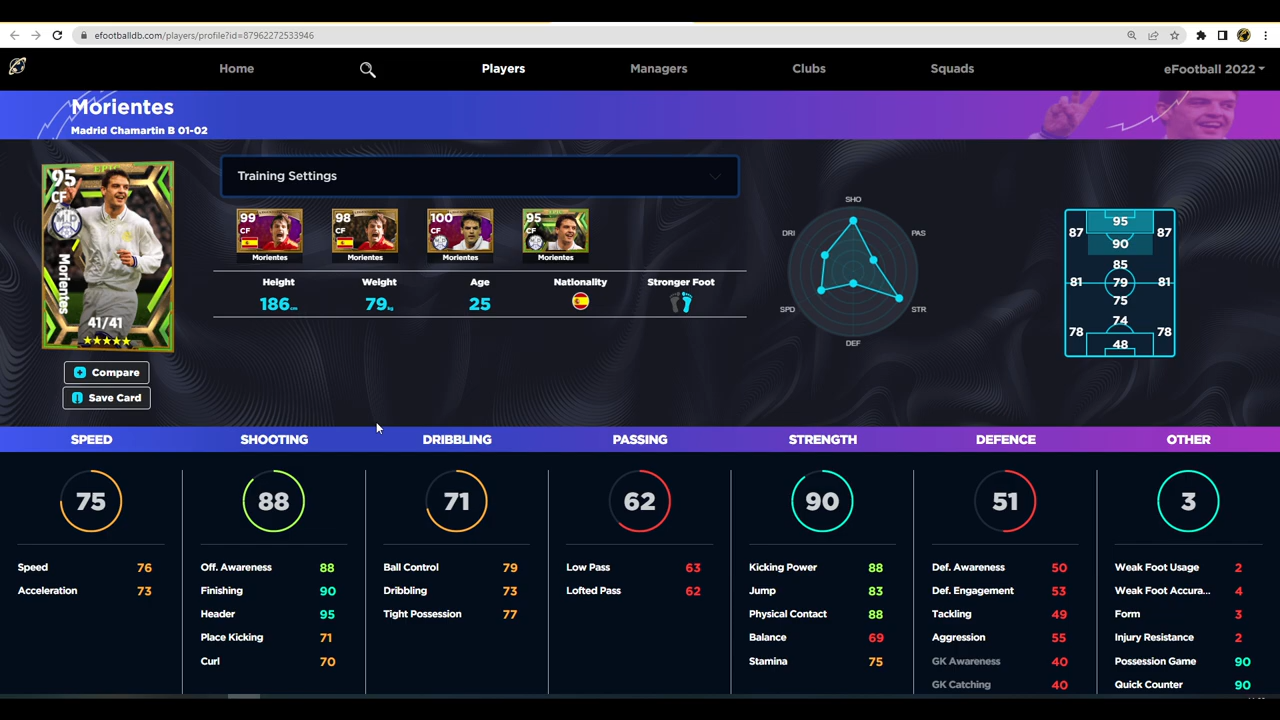 efootballdb.com/players/profile?id=87962272533946
Home
Players
Managers
Clubs
Squads
eFootball 2022
Morientes
Madrid Chamartin B 01-02
EPIC
95
CF
Morientes
41/41
Compare
Save Card
Training Settings
99
CF
Morientes
98
CF
Morientes
100
CF
Morientes
95
CF
Morientes
Height
186cm
Weight
79kg
Age
25
Nationality
Stronger Foot
SHO
PAS
STR
DEF
SPD
DRI
95
87 87
90
85
81 79 81
75
74
78 78
48
SPEED
75
Speed 76
Acceleration 73
SHOOTING
88
Off. Awareness 88
Finishing 90
Header 95
Place Kicking 71
Curl 70
DRIBBLING
71
Ball Control 79
Dribbling 73
Tight Possession 77
PASSING
62
Low Pass 63
Lofted Pass 62
STRENGTH
90
Kicking Power 88
Jump 83
Physical Contact 88
Balance 69
Stamina 75
DEFENCE
51
Def. Awareness 50
Def. Engagement 53
Tackling 49
Aggression 55
GK Awareness 40
GK Catching 40
OTHER
3
Weak Foot Usage 2
Weak Foot Accura... 4
Form 3
Injury Resistance 2
Possession Game 90
Quick Counter 90